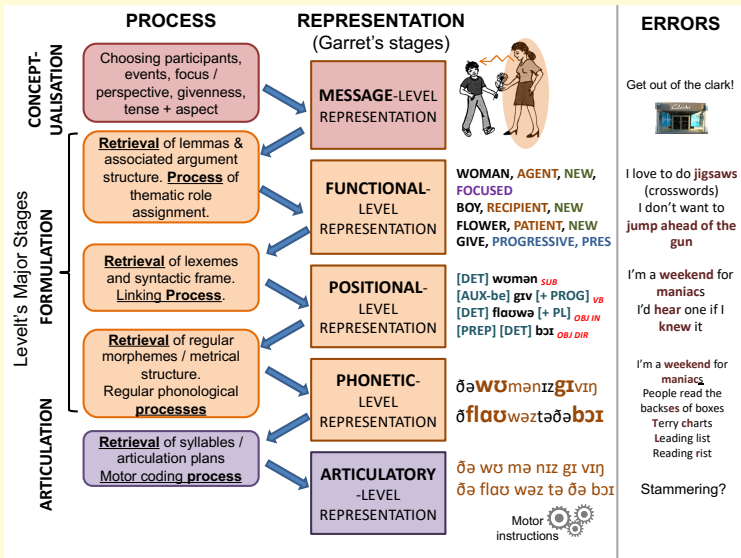 PROCESS
REPRESENTATION
(Garret's stages)
ERRORS
Levelt's Major Stages
CONCEPT-
UALISATION
FORMULATION
ARTICULATION
Choosing participants,
events, focus /
perspective, givenness,
tense + aspect
MESSAGE-LEVEL
REPRESENTATION
Get out of the clark!
Clarks
Retrieval of lemmas &
associated argument
structure. Process of
thematic role
assignment.
FUNCTIONAL-
LEVEL
REPRESENTATION
WOMAN, AGENT, NEW,
FOCUSED
BOY, RECIPIENT, NEW
FLOWER, PATIENT, NEW
GIVE, PROGRESSIVE, PRES
I love to do jigsaws
(crosswords)
I don't want to
jump ahead of the
gun
Retrieval of lexemes
and syntactic frame.
Linking Process.
POSITIONAL-
LEVEL
REPRESENTATION
[DET] wʊmən SUB
[AUX-be] gɪv [+ PROG] VB
[DET] flaʊwə [+ PL] OBJ IN
[PREP] [DET] bɔɪ OBJ DIR
I'm a weekend for
maniacs
I'd hear one if I
knew it
Retrieval of regular
morphemes / metrical
structure.
Regular phonological
processes
PHONETIC-
LEVEL
REPRESENTATION
ðəwʊmənɪzgɪvɪŋ
ðflaʊwəztəðəbɔɪ
I'm a weekend for
maniacs
People read the
backses of boxes
Terry charts
Leading list
Reading rist
Retrieval of syllables /
articulation plans
Motor coding process
ARTICULATORY
-LEVEL
REPRESENTATION
ðə wʊ mə nɪz gɪ vɪŋ
ðə flaʊ wəz tə ðə bɔɪ
Motor
instructions
Stammering?